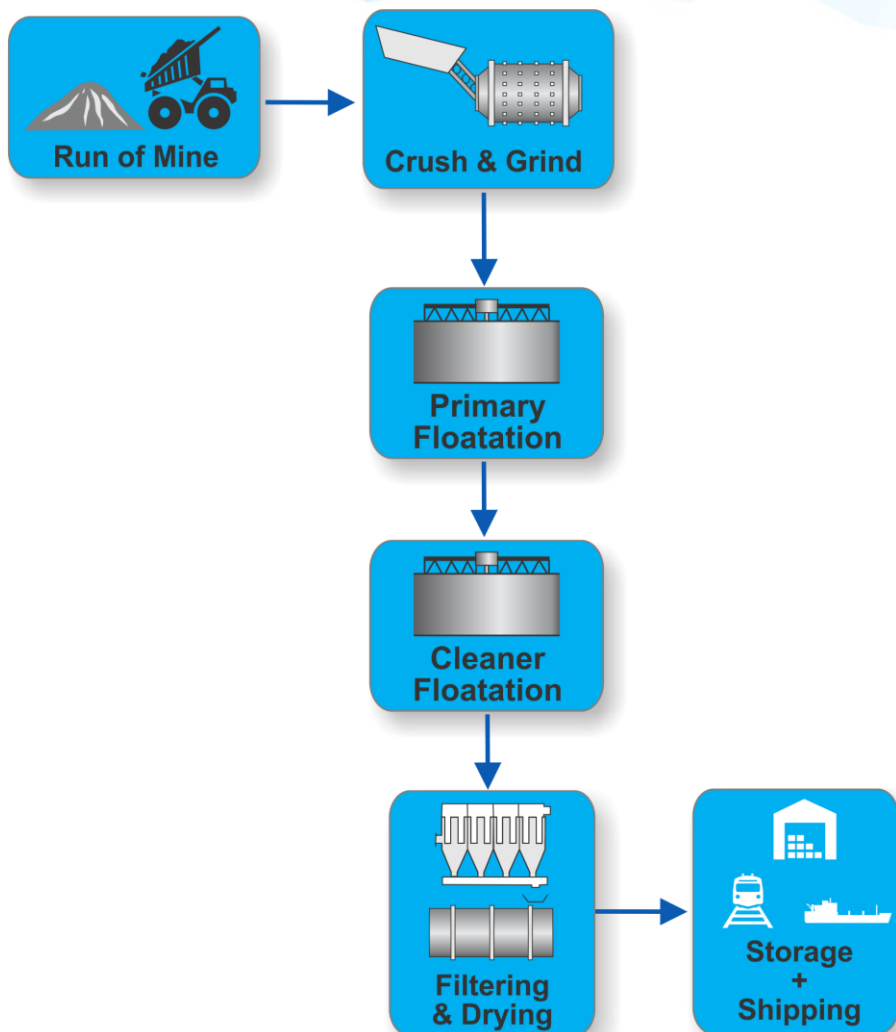 Run of Mine
Crush & Grind
Primary
Floatation
Cleaner
Floatation
Filtering
& Drying
Storage
+
Shipping